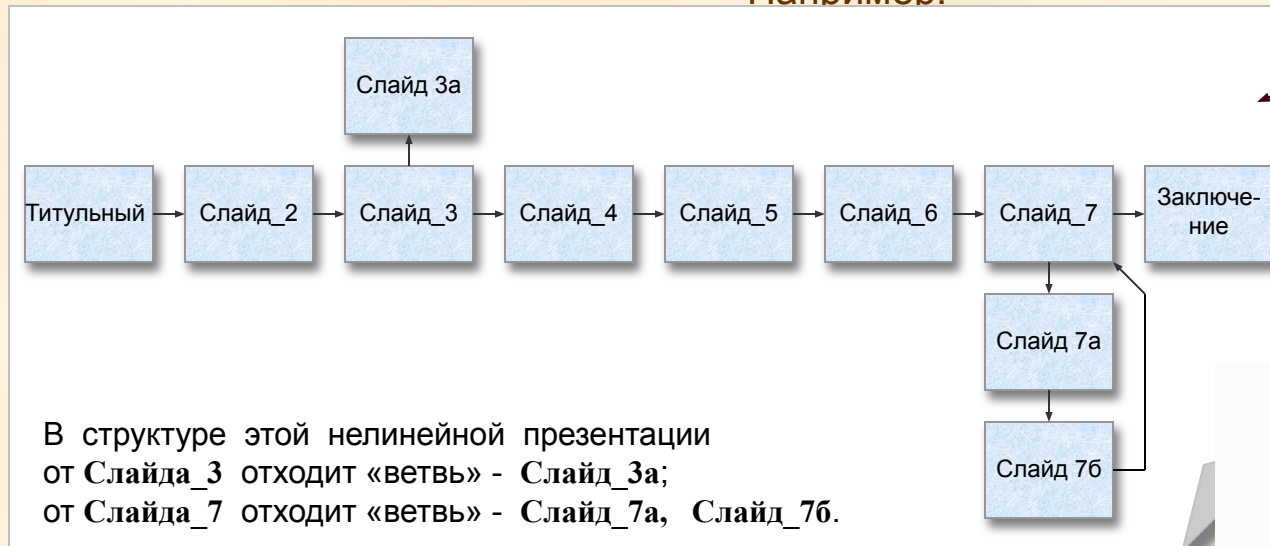 Например:
Слайд 3а
Титульный
Слайд_2
Слайд_3
Слайд_4
Слайд_5
Слайд_6
Слайд_7
Заключе-
ние
Слайд 7а
Слайд 7б
В структуре этой нелинейной презентации
от Слайда_3 отходит «ветвь» - Слайд_3а;
от Слайда_7 отходит «ветвь» - Слайд_7а, Слайд_7б.